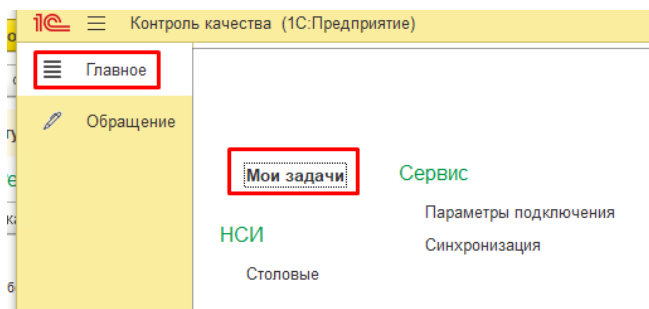 1С Контроль качества (1С:Предприятие)
Главное
Обращение
Мои задачи
Сервис
Параметры подключения
Синхронизация
НСИ
Столовые